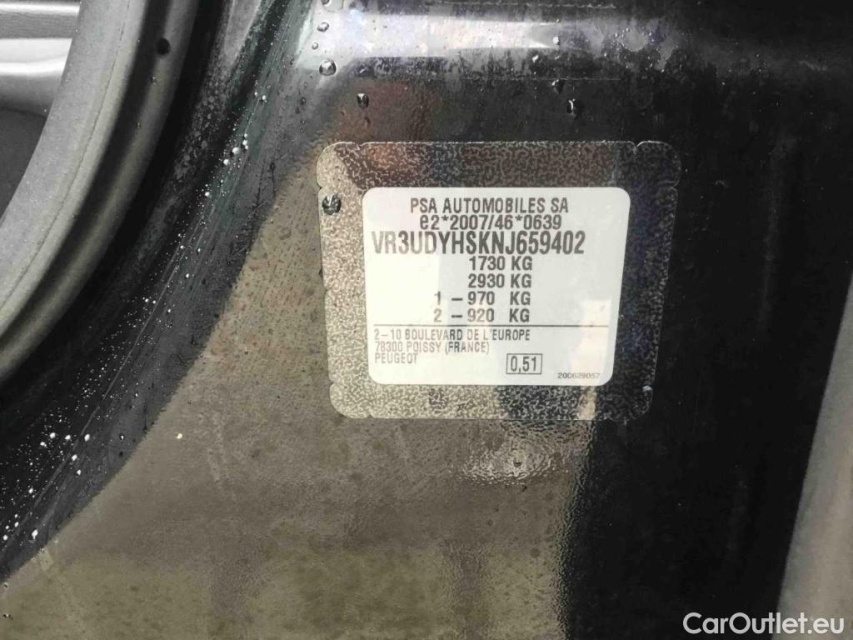 PSA AUTOMOBILES SA
e2*2007/46*0639
VR3UDYHSKNJ659402
1730 KG
2930 KG
1 - 970 KG
2 - 920 KG
2-10 BOULEVARD DE L'EUROPE
78300 POISSY (FRANCE)
PEUGEOT
0,51
CarOutlet.eu